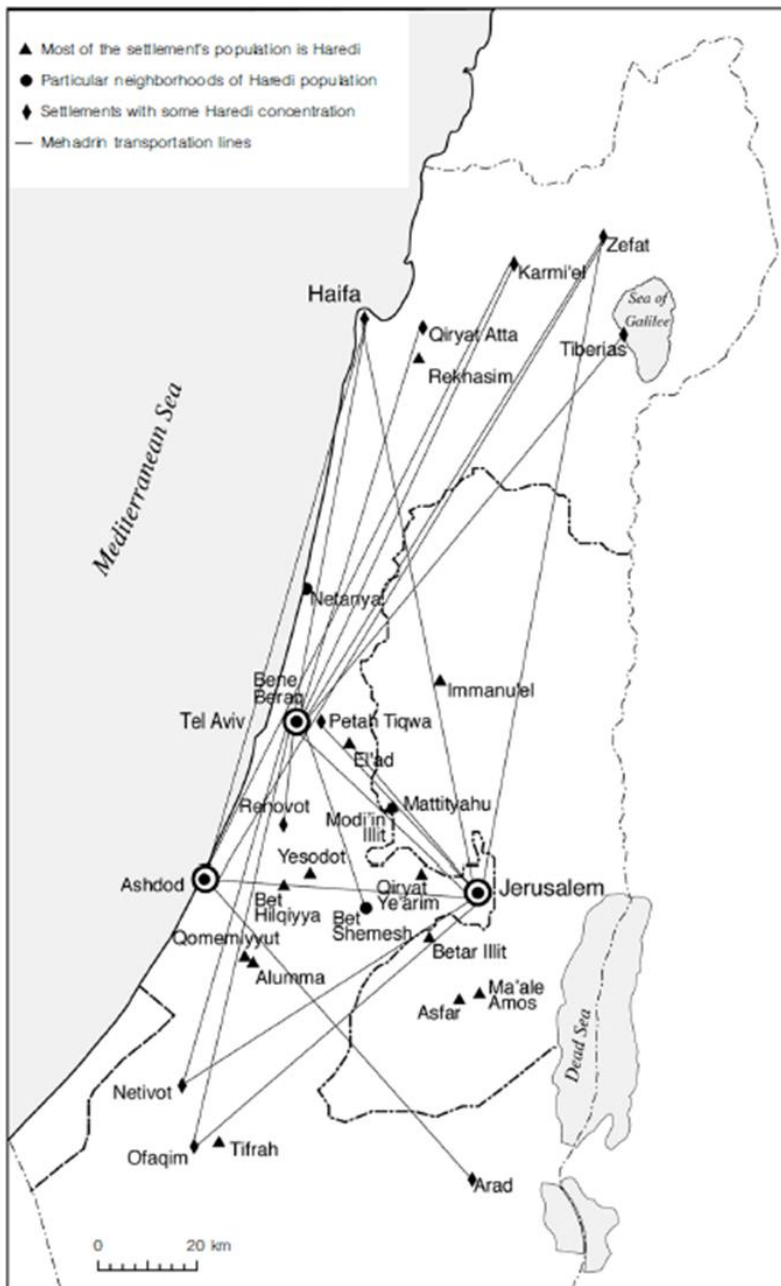 Most of the settlement's population is Haredi
Particular neighborhoods of Haredi population
Settlements with some Haredi concentration
Mehadrin transportation lines
Zefat
Karmi'el
Haifa
Sea of
Galilee
Qiryat Atta
Tiberias
Rekhasim
Mediterranean Sea
Netanya
Bene
Beraq
Immanu'el
Tel Aviv
Petah Tiqwa
El'ad
Mattityahu
Rehovot
Modi'in
Illit
Yesodot
Ashdod
Qiryat
Ye'arim
Jerusalem
Bet
Hilqiyya
Bet
Shemesh
Qomemiyyut
Betar Illit
Alumma
Ma'ale
Amos
Asfar
Dead Sea
Netivot
Tifrah
Ofaqim
Arad
0 20 km